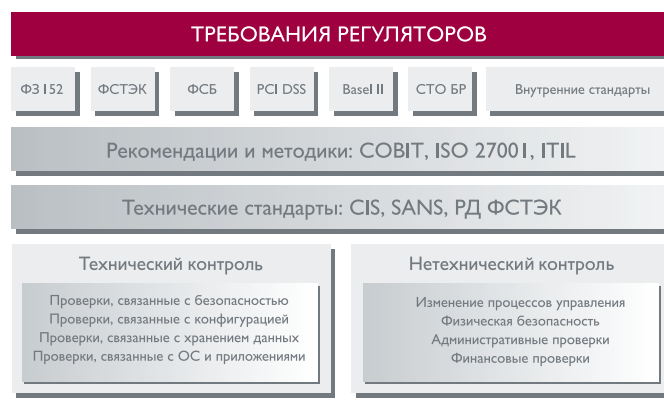 ТРЕБОВАНИЯ РЕГУЛЯТОРОВ
ФЗ 152
ФСТЭК
ФСБ
PCI DSS
Basel II
СТО БР
Внутренние стандарты
Рекомендации и методики: COBIT, ISO 27001, ITIL
Технические стандарты: CIS, SANS, РД ФСТЭК
Технический контроль
Проверки, связанные с безопасностью
Проверки, связанные с конфигурацией
Проверки, связанные с хранением данных
Проверки, связанные с ОС и приложениями
Нетехнический контроль
Изменение процессов управления
Физическая безопасность
Административные проверки
Финансовые проверки